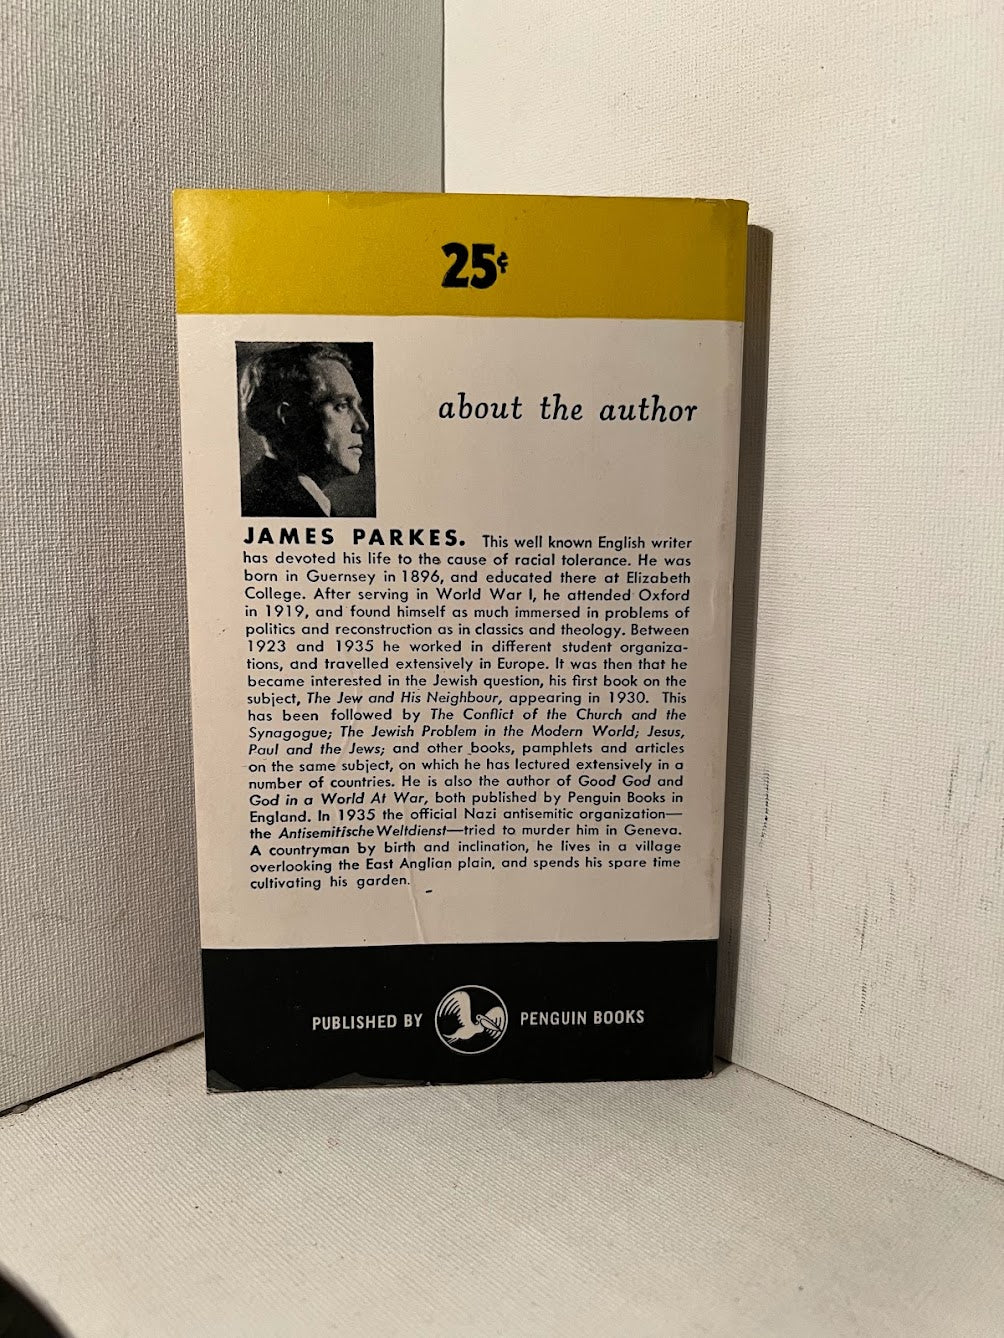 25¢
about the author
JAMES PARKES. This well known English writer
has devoted his life to the cause of racial tolerance. He was
born in Guernsey in 1896, and educated there at Elizabeth
College. After serving in World War I, he attended Oxford
in 1919, and found himself as much immersed in problems of
politics and reconstruction as in classics and theology. Between
1923 and 1935 he worked in different student organiza-
tions, and travelled extensively in Europe. It was then that he
became interested in the Jewish question, his first book on the
subject, The Jew and His Neighbour, appearing in 1930. This
has been followed by The Conflict of the Church and the
Synagogue; The Jewish Problem in the Modern World; Jesus,
Paul and the Jews; and other books, pamphlets and articles
on the same subject, on which he has lectured extensively in a
number of countries. He is also the author of Good God and
God in a World At War, both published by Penguin Books in
England. In 1935 the official Nazi antisemitic organization—
the Antisemitische Weltdienst—tried to murder him in Geneva.
A countryman by birth and inclination, he lives in a village
overlooking the East Anglian plain, and spends his spare time
cultivating his garden.
PUBLISHED BY PENGUIN BOOKS